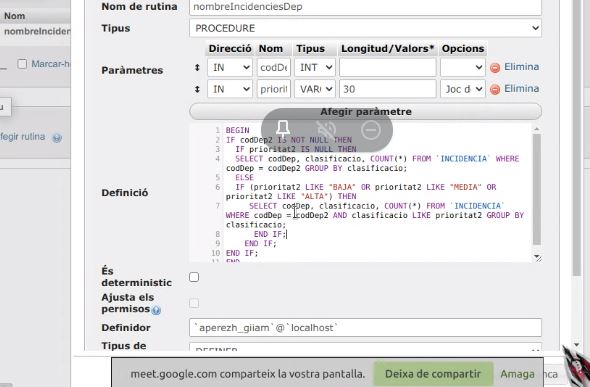 Nom de rutina nombreIncidenciesDep
Nom
nombreInciden
Tipus PROCEDURE
Direcció Nom Tipus Longitud/Valors* Opcions
Marcar-h
Paràmetres
IN codDe INT Elimina
IN priorit VAR 30 Joc d Elimina
u
Afegir paràmetre
fegir rutina
Definició
1 BEGIN
2 IF codDep2 IS NOT NULL THEN
3 IF prioritat2 IS NULL THEN
4 SELECT codDep, clasificacio, COUNT(*) FROM `INCIDENCIA` WHERE
codDep = codDep2 GROUP BY clasificacio;
5 ELSE
6 IF (prioritat2 LIKE "BAJA" OR prioritat2 LIKE "MEDIA" OR
prioritat2 LIKE "ALTA") THEN
7 SELECT codDep, clasificacio, COUNT(*) FROM `INCIDENCIA`
WHERE codDep = codDep2 AND clasificacio LIKE prioritat2 GROUP BY
clasificacio;
8 END IF;
9 END IF;
10 END IF;
11 END
És
determinístic
Ajusta els
permisos
Definidor `aperezh_giiam`@`localhost`
Tipus de DEFINER
meet.google.com comparteix la vostra pantalla. Deixa de compartir Amaga nca